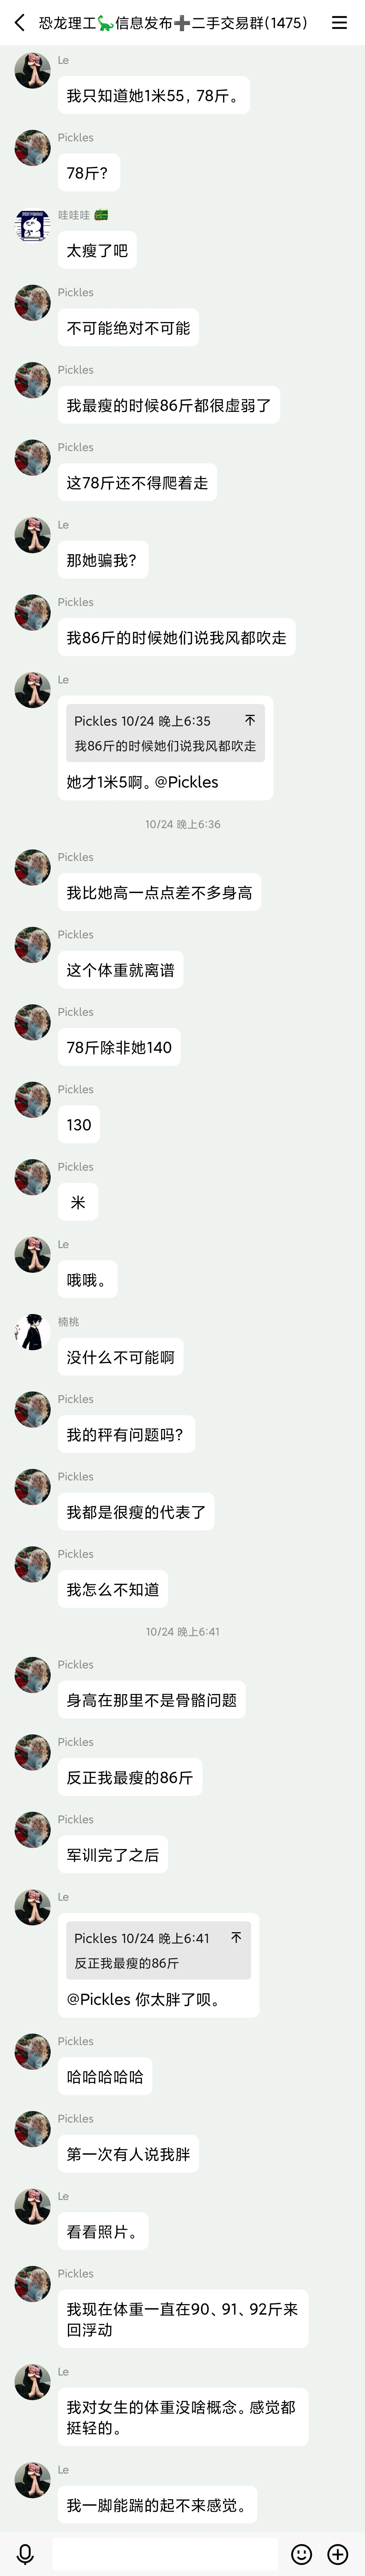 恐龙理工🦕信息发布➕二手交易群(1475)
Le
我只知道她1米55，78斤。
Pickles
78斤？
哇哇哇
太瘦了吧
Pickles
不可能绝对不可能
Pickles
我最瘦的时候86斤都很虚弱了
Pickles
这78斤还不得爬着走
Le
那她骗我？
Pickles
我86斤的时候她们说我风都吹走
Le
Pickles 10/24 晚上6:35
我86斤的时候她们说我风都吹走
她才1米5啊。@Pickles
10/24 晚上6:36
Pickles
我比她高一点点差不多身高
Pickles
这个体重就离谱
Pickles
78斤除非她140
Pickles
130
Pickles
米
Le
哦哦。
楠桃
没什么不可能啊
Pickles
我的秤有问题吗？
Pickles
我都是很瘦的代表了
Pickles
我怎么不知道
10/24 晚上6:41
Pickles
身高在那里不是骨骼问题
Pickles
反正我最瘦的86斤
Pickles
军训完了之后
Le
Pickles 10/24 晚上6:41
反正我最瘦的86斤
@Pickles 你太胖了呗。
Pickles
哈哈哈哈哈
Pickles
第一次有人说我胖
Le
看看照片。
Pickles
我现在体重一直在90、91、92斤来
回浮动
Le
我对女生的体重没啥概念。感觉都
挺轻的。
Le
我一脚能踹的起不来感觉。